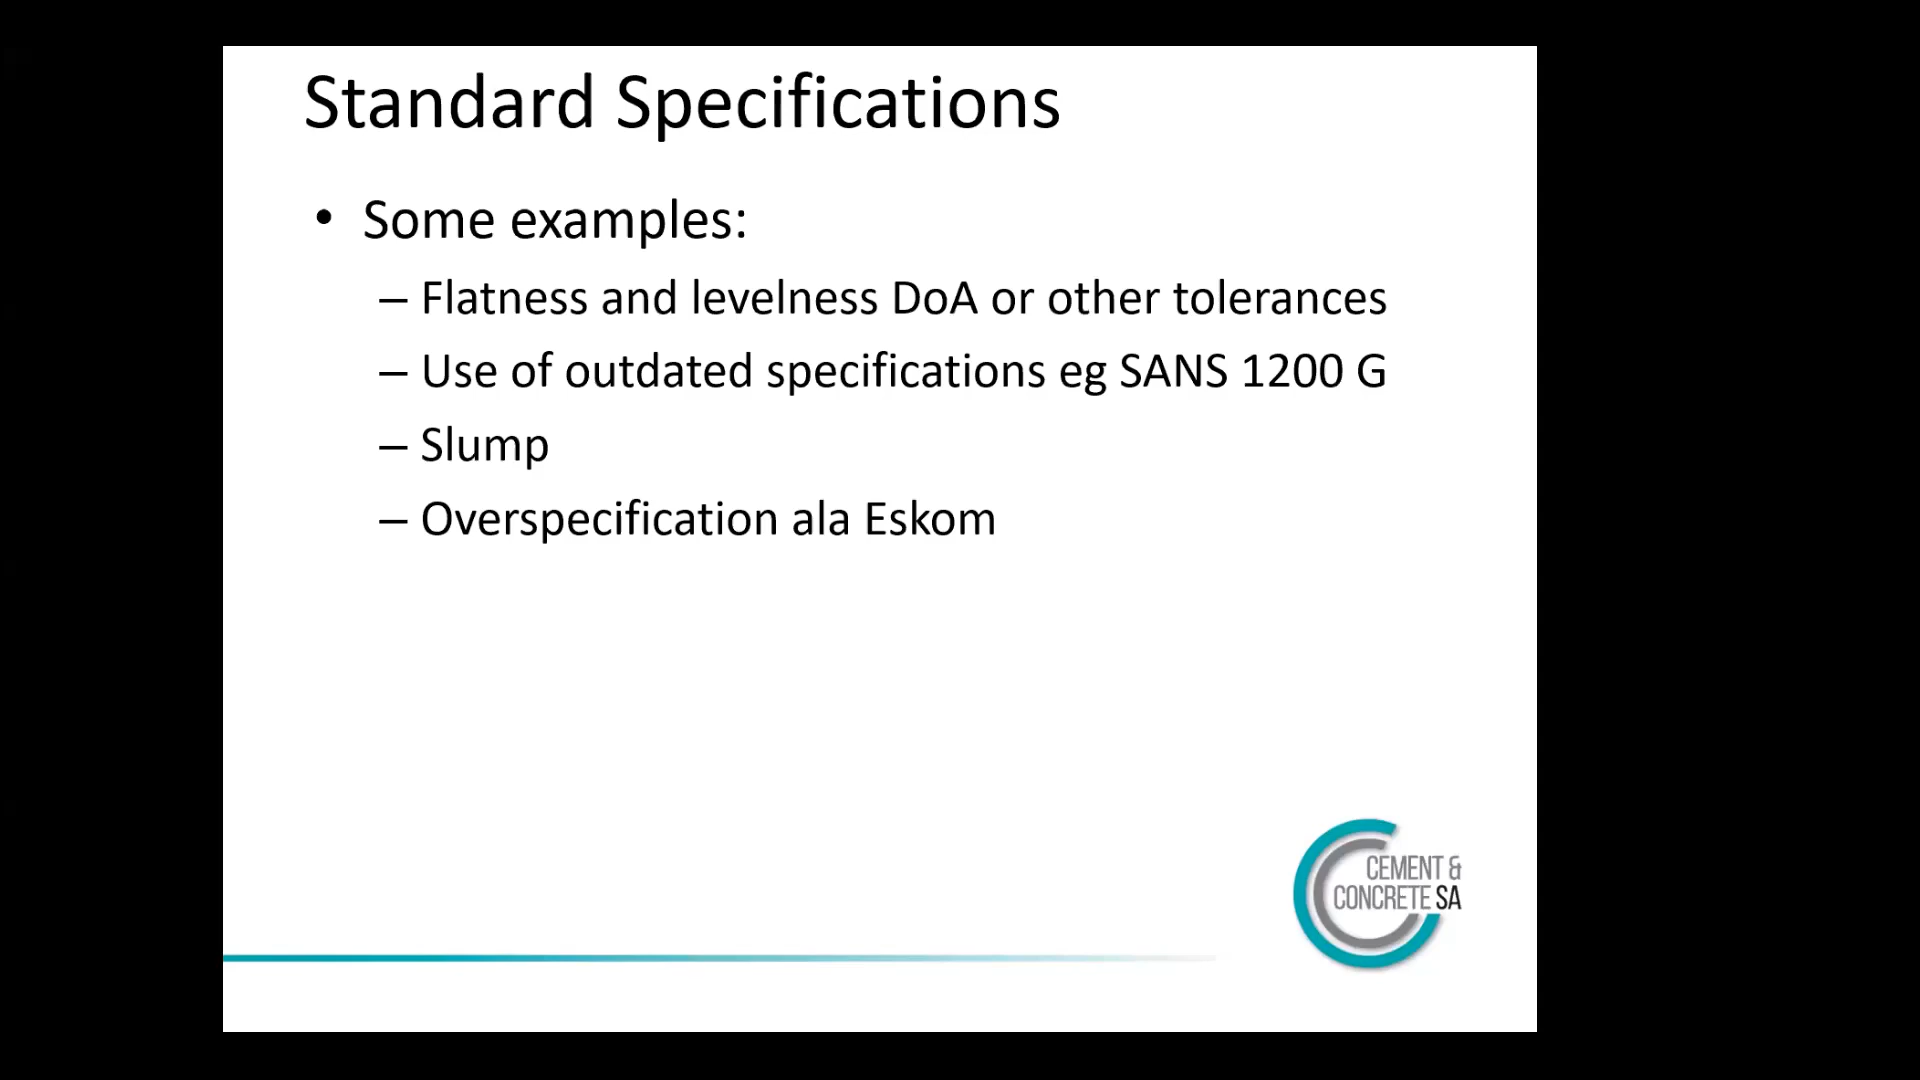 Standard Specifications
• Some examples:
– Flatness and levelness DoA or other tolerances
– Use of outdated specifications eg SANS 1200 G
– Slump
– Overspecification ala Eskom
CEMENT &
CONCRETE SA